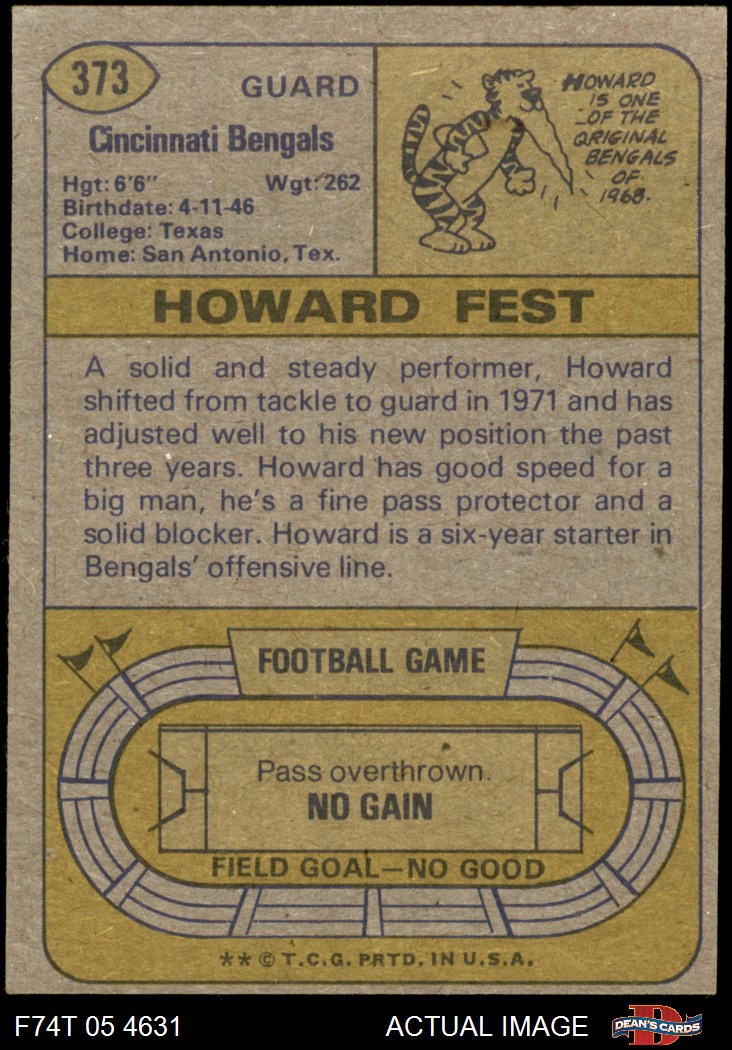 373
GUARD
Cincinnati Bengals
Hgt: 6'6" Wgt: 262
Birthdate: 4-11-46
College: Texas
Home: San Antonio, Tex.
HOWARD
IS ONE
OF THE
ORIGINAL
BENGALS
OF
1968.
HOWARD FEST
A solid and steady performer, Howard
shifted from tackle to guard in 1971 and has
adjusted well to his new position the past
three years. Howard has good speed for a
big man, he's a fine pass protector and a
solid blocker. Howard is a six-year starter in
Bengals' offensive line.
FOOTBALL GAME
Pass overthrown.
NO GAIN
FIELD GOAL—NO GOOD
** © T.C.G. PRTD. IN U.S.A.
F74T 05 4631 ACTUAL IMAGE
D
DEAN'S CARDS